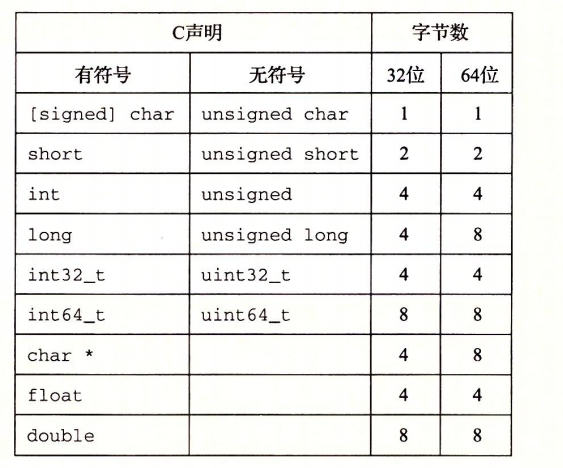 C声明 字节数
有符号 无符号 32位 64位
[signed] char unsigned char 1 1
short unsigned short 2 2
int unsigned 4 4
long unsigned long 4 8
int32_t uint32_t 4 4
int64_t uint64_t 8 8
char * 4 8
float 4 4
double 8 8